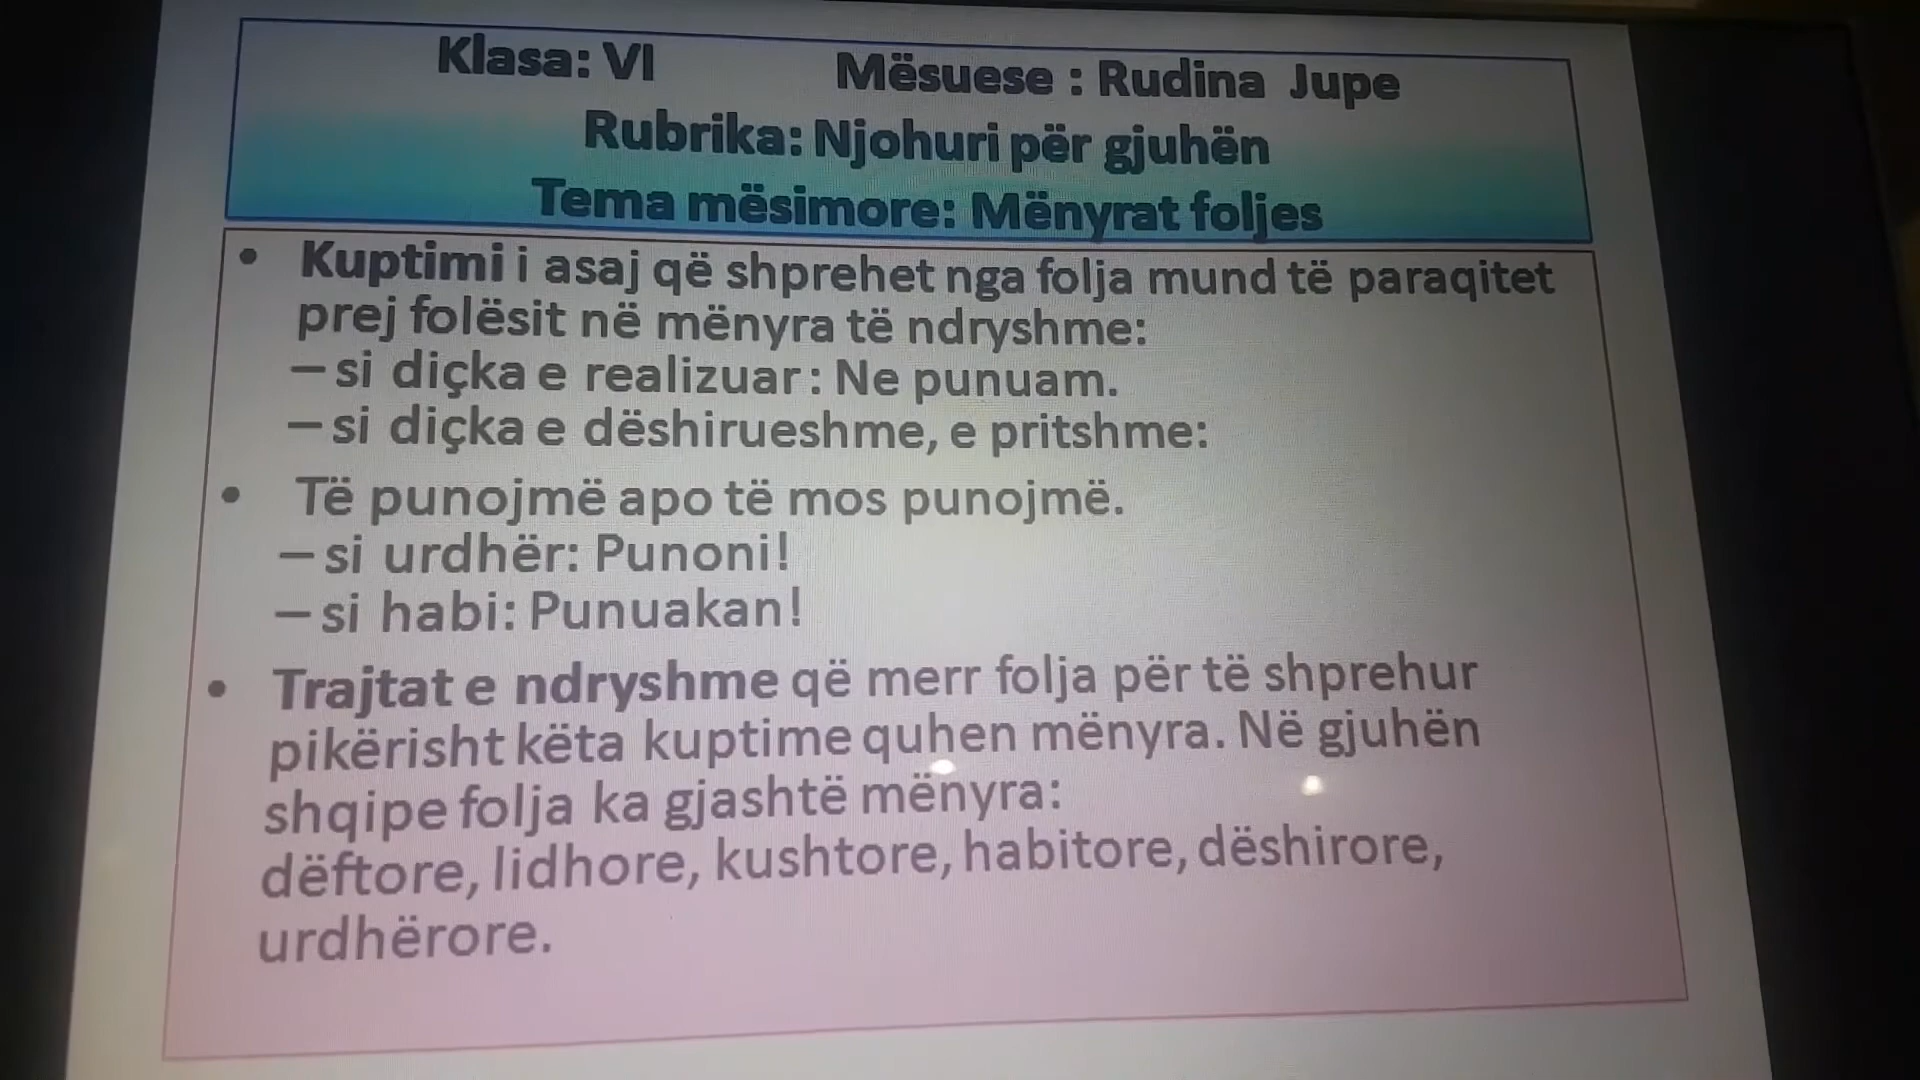 Klasa: VI Mësuese : Rudina Jupe
Rubrika: Njohuri për gjuhën
Tema mësimore: Mënyrat foljes
• Kuptimi i asaj që shprehet nga folja mund të paraqitet
prej folësit në mënyra të ndryshme:
– si diçka e realizuar : Ne punuam.
– si diçka e dëshirueshme, e pritshme:
• Të punojmë apo të mos punojmë.
– si urdhër: Punoni!
– si habi: Punuakan!
• Trajtat e ndryshme që merr folja për të shprehur
pikërisht këta kuptime quhen mënyra. Në gjuhën
shqipe folja ka gjashtë mënyra:
dëftore, lidhore, kushtore, habitore, dëshirore,
urdhërore.